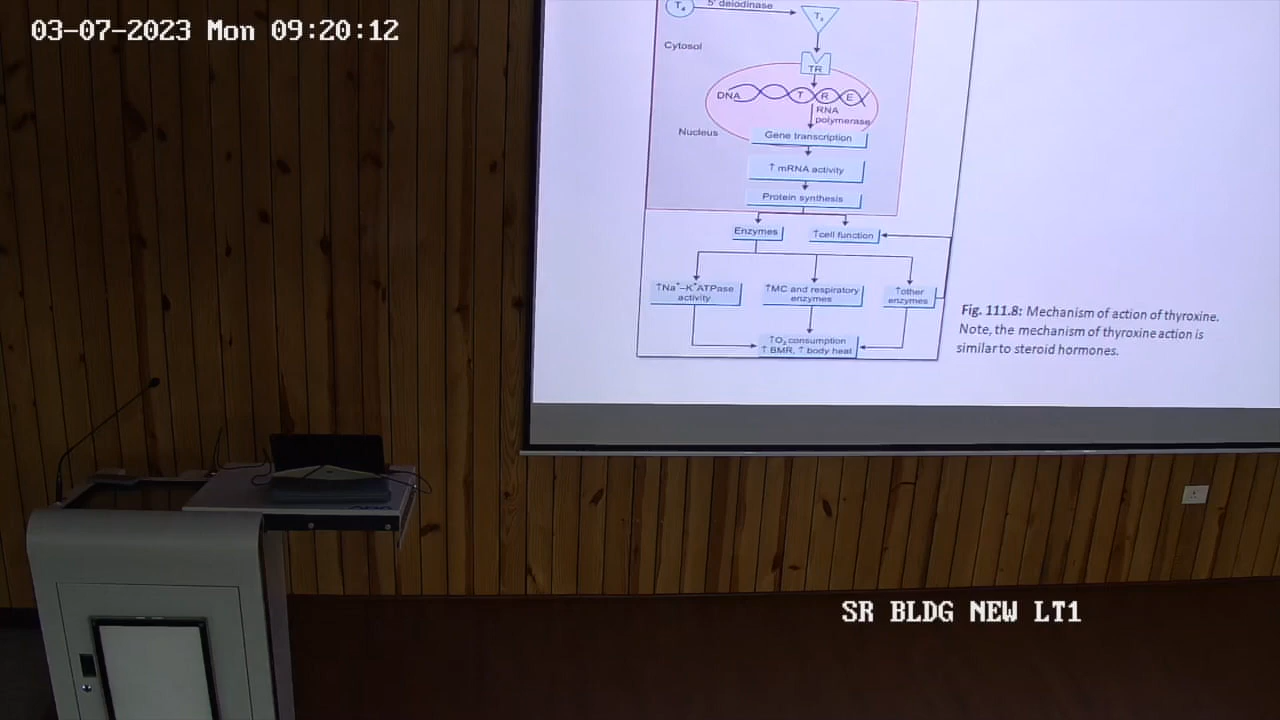 03-07-2023 Mon 09:20:12
T₄
5' deiodinase
T₃
Cytosol
TR
DNA
T R E
RNA
polymerase
Nucleus
Gene transcription
↑ mRNA activity
Protein synthesis
Enzymes
↑cell function
↑Na⁺–K⁺ATPase
activity
↑MC and respiratory
enzymes
↑other
enzymes
↑O₂ consumption
↑ BMR, ↑ body heat
Fig. 111.8: Mechanism of action of thyroxine.
Note, the mechanism of thyroxine action is
similar to steroid hormones.
SR BLDG NEW LT1